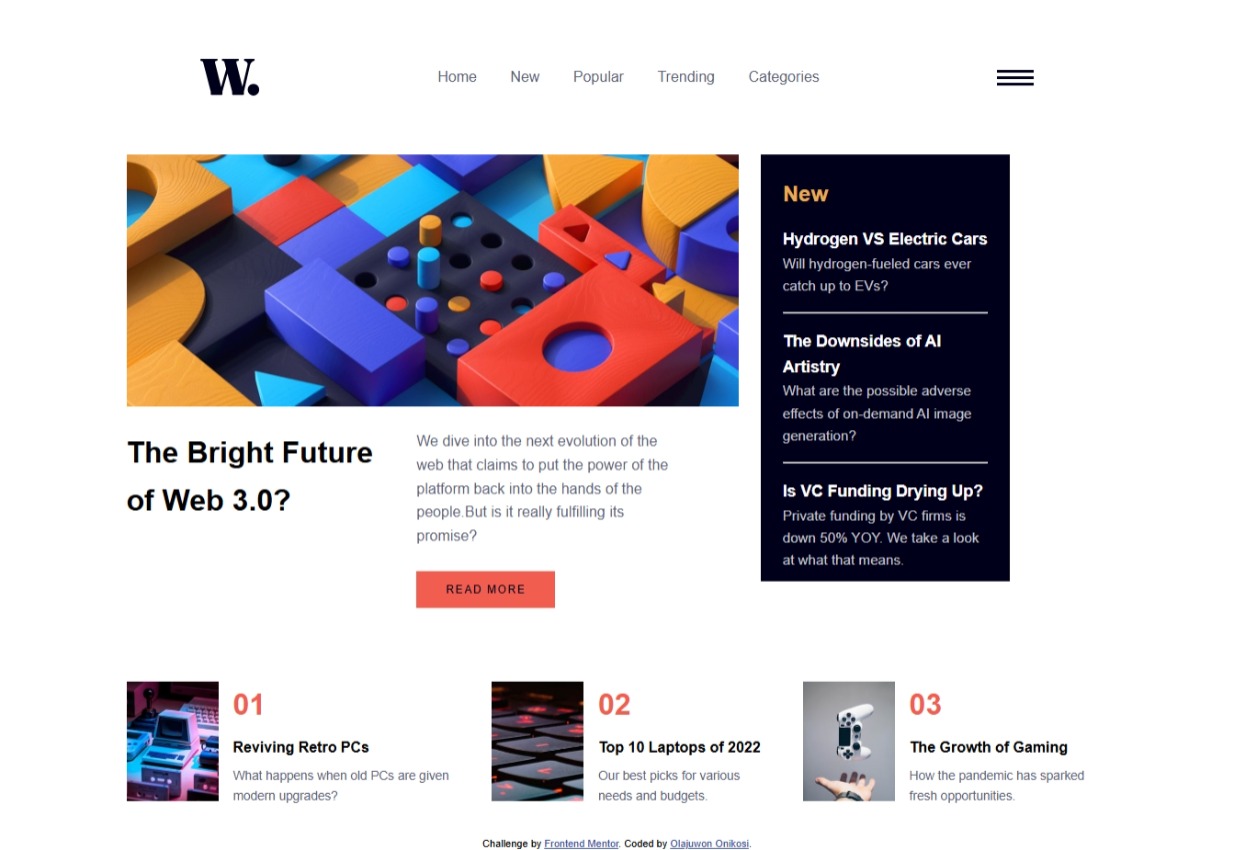 W.
Home New Popular Trending Categories
The Bright Future
of Web 3.0?
We dive into the next evolution of the
web that claims to put the power of the
platform back into the hands of the
people.But is it really fulfilling its
promise?
READ MORE
New
Hydrogen VS Electric Cars
Will hydrogen-fueled cars ever
catch up to EVs?
The Downsides of AI
Artistry
What are the possible adverse
effects of on-demand AI image
generation?
Is VC Funding Drying Up?
Private funding by VC firms is
down 50% YOY. We take a look
at what that means.
01
Reviving Retro PCs
What happens when old PCs are given
modern upgrades?
02
Top 10 Laptops of 2022
Our best picks for various
needs and budgets.
03
The Growth of Gaming
How the pandemic has sparked
fresh opportunities.
Challenge by Frontend Mentor. Coded by Olajuwon Onikosi.